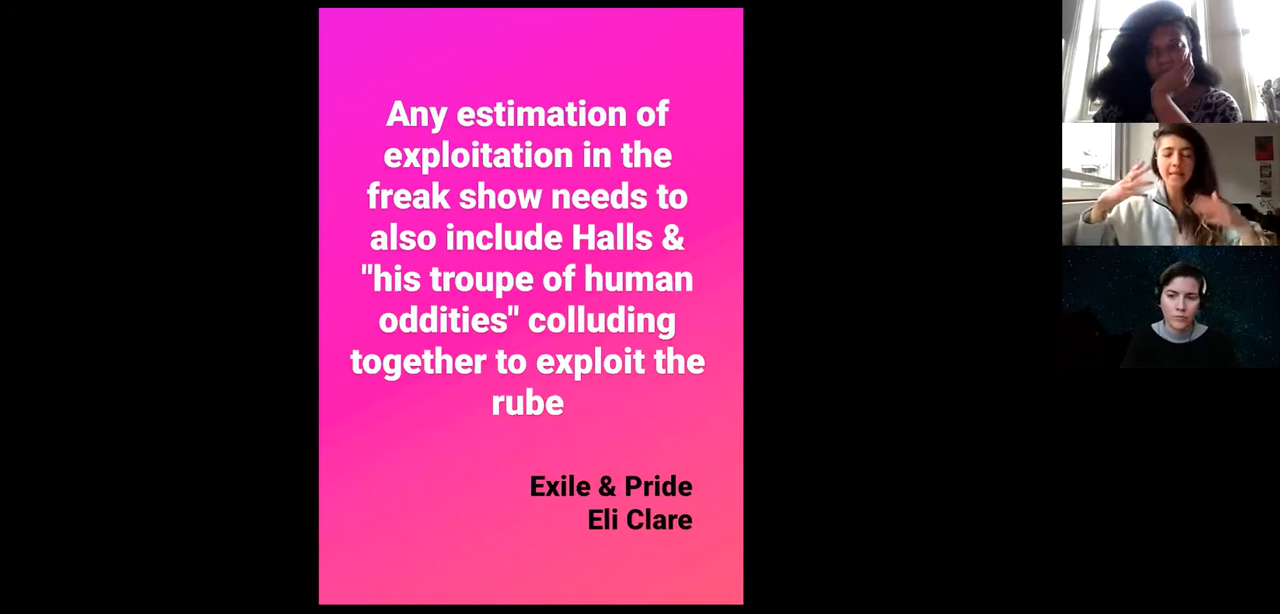 Any estimation of
exploitation in the
freak show needs to
also include Halls &
"his troupe of human
oddities" colluding
together to exploit the
rube
Exile & Pride
Eli Clare